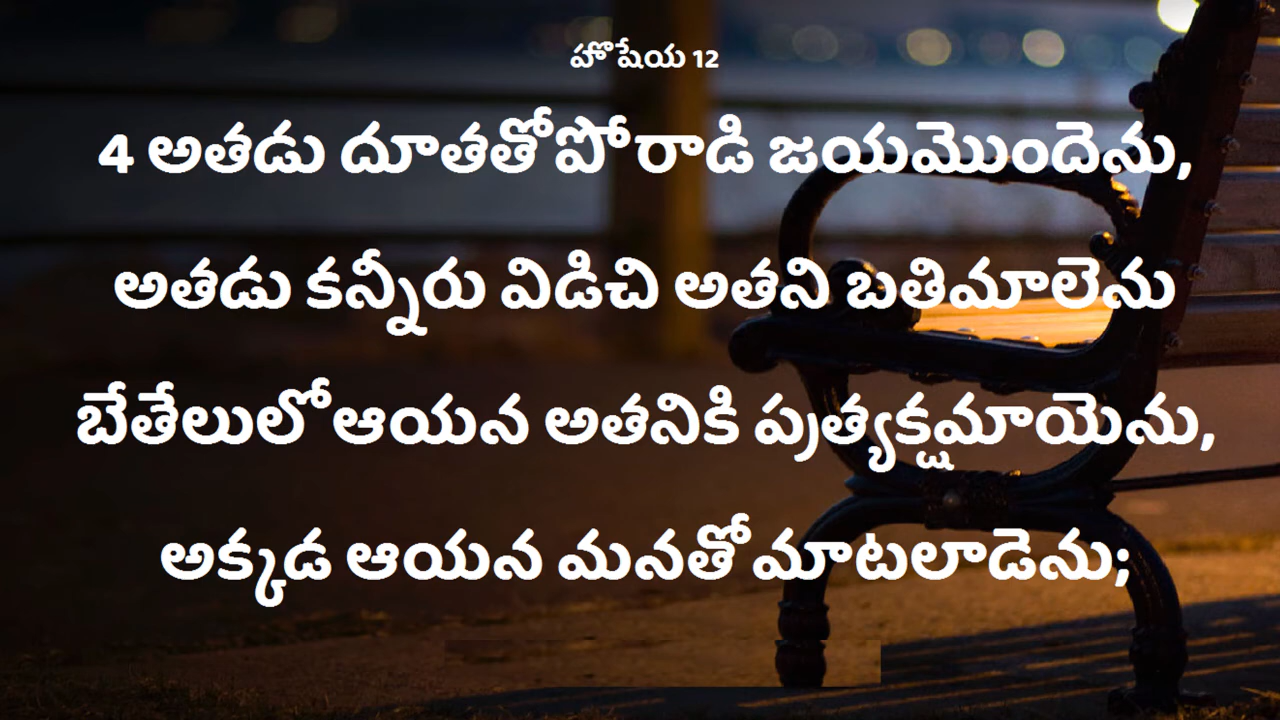 హొషేయ 12
4 అతడు దూతతో పోరాడి జయమొందెను,
అతడు కన్నీరు విడిచి అతని బతిమాలెను
బేతేలులో ఆయన అతనికి ప్రత్యక్షమాయెను,
అక్కడ ఆయన మనతో మాటలాడెను;